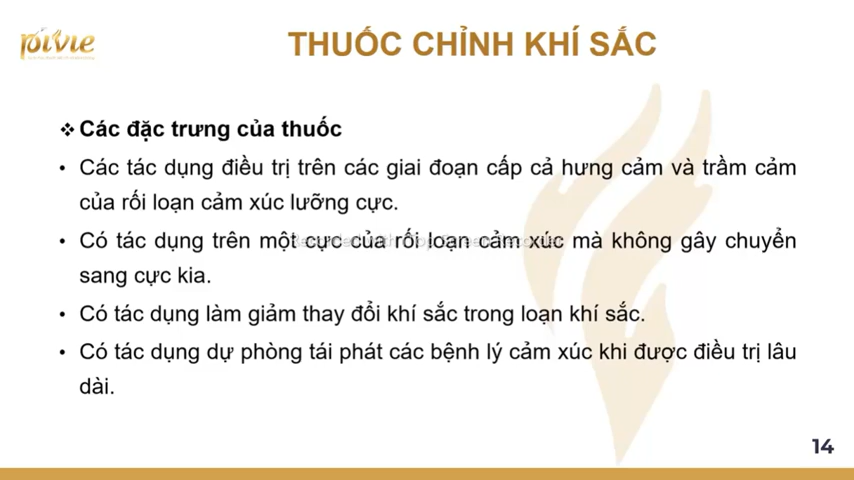 pivie
THUỐC CHỈNH KHÍ SẮC
❖ Các đặc trưng của thuốc
• Các tác dụng điều trị trên các giai đoạn cấp cả hưng cảm và trầm cảm
của rối loạn cảm xúc lưỡng cực.
• Có tác dụng trên một cực của rối loạn cảm xúc mà không gây chuyển
sang cực kia.
• Có tác dụng làm giảm thay đổi khí sắc trong loạn khí sắc.
• Có tác dụng dự phòng tái phát các bệnh lý cảm xúc khi được điều trị lâu
dài.
14